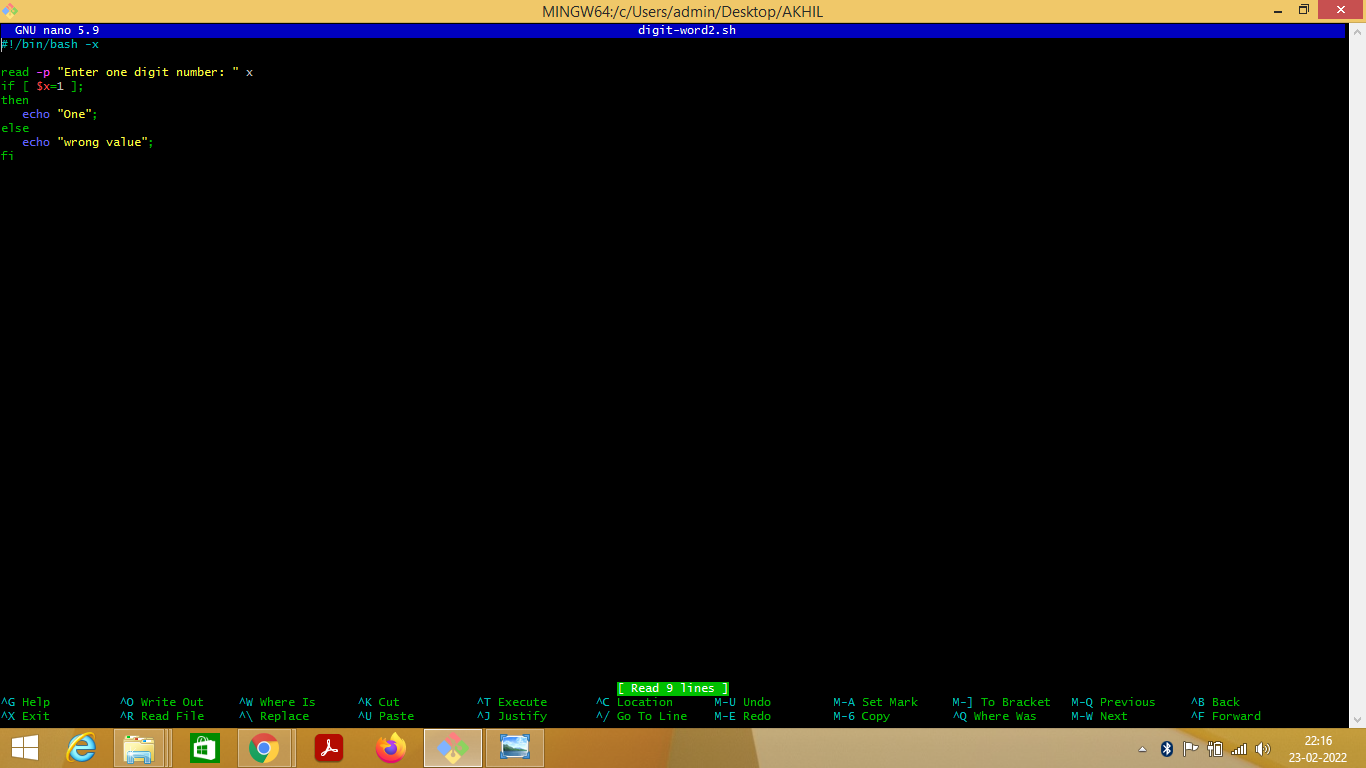 MINGW64:/c/Users/admin/Desktop/AKHIL
GNU nano 5.9 digit-word2.sh
#!/bin/bash -x
read -p "Enter one digit number: " x
if [ $x=1 ];
then
   echo "One";
else
   echo "wrong value";
fi
[ Read 9 lines ]
^G Help ^O Write Out ^W Where Is ^K Cut ^T Execute ^C Location M-U Undo M-A Set Mark M-] To Bracket M-Q Previous ^B Back
^X Exit ^R Read File ^\ Replace ^U Paste ^J Justify ^/ Go To Line M-E Redo M-6 Copy ^Q Where Was M-W Next ^F Forward
22:16
23-02-2022